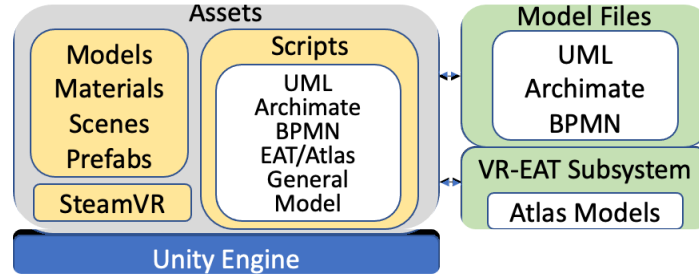 Assets
Models
Materials
Scenes
Prefabs
SteamVR
Scripts
UML
Archimate
BPMN
EAT/Atlas
General
Model
Unity Engine
Model Files
UML
Archimate
BPMN
VR-EAT Subsystem
Atlas Models